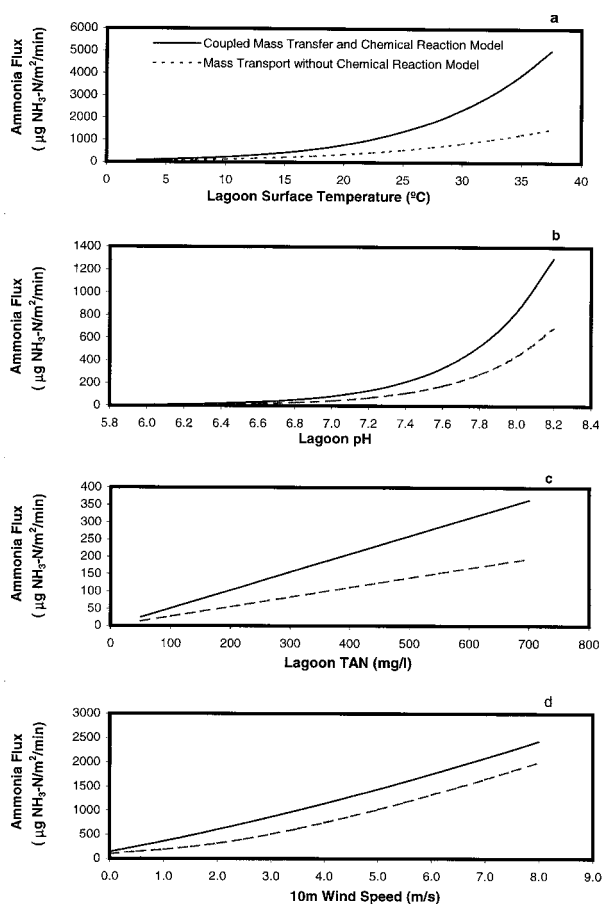 a
Ammonia Flux
( µg NH3-N/m2/min)
6000
5000
4000
3000
2000
1000
0
Coupled Mass Transfer and Chemical Reaction Model
Mass Transport without Chemical Reaction Model
0 5 10 15 20 25 30 35 40
Lagoon Surface Temperature (ºC)
b
Ammonia Flux
( µg NH3-N/m2/min)
1400
1200
1000
800
600
400
200
0
5.8 6.0 6.2 6.4 6.6 6.8 7.0 7.2 7.4 7.6 7.8 8.0 8.2 8.4
Lagoon pH
c
Ammonia Flux
( µg NH3-N/m2/min)
400
350
300
250
200
150
100
50
0
0 100 200 300 400 500 600 700 800
Lagoon TAN (mg/l)
d
Ammonia Flux
( µg NH3-N/m2/min)
3000
2500
2000
1500
1000
500
0
0.0 1.0 2.0 3.0 4.0 5.0 6.0 7.0 8.0 9.0
10m Wind Speed (m/s)